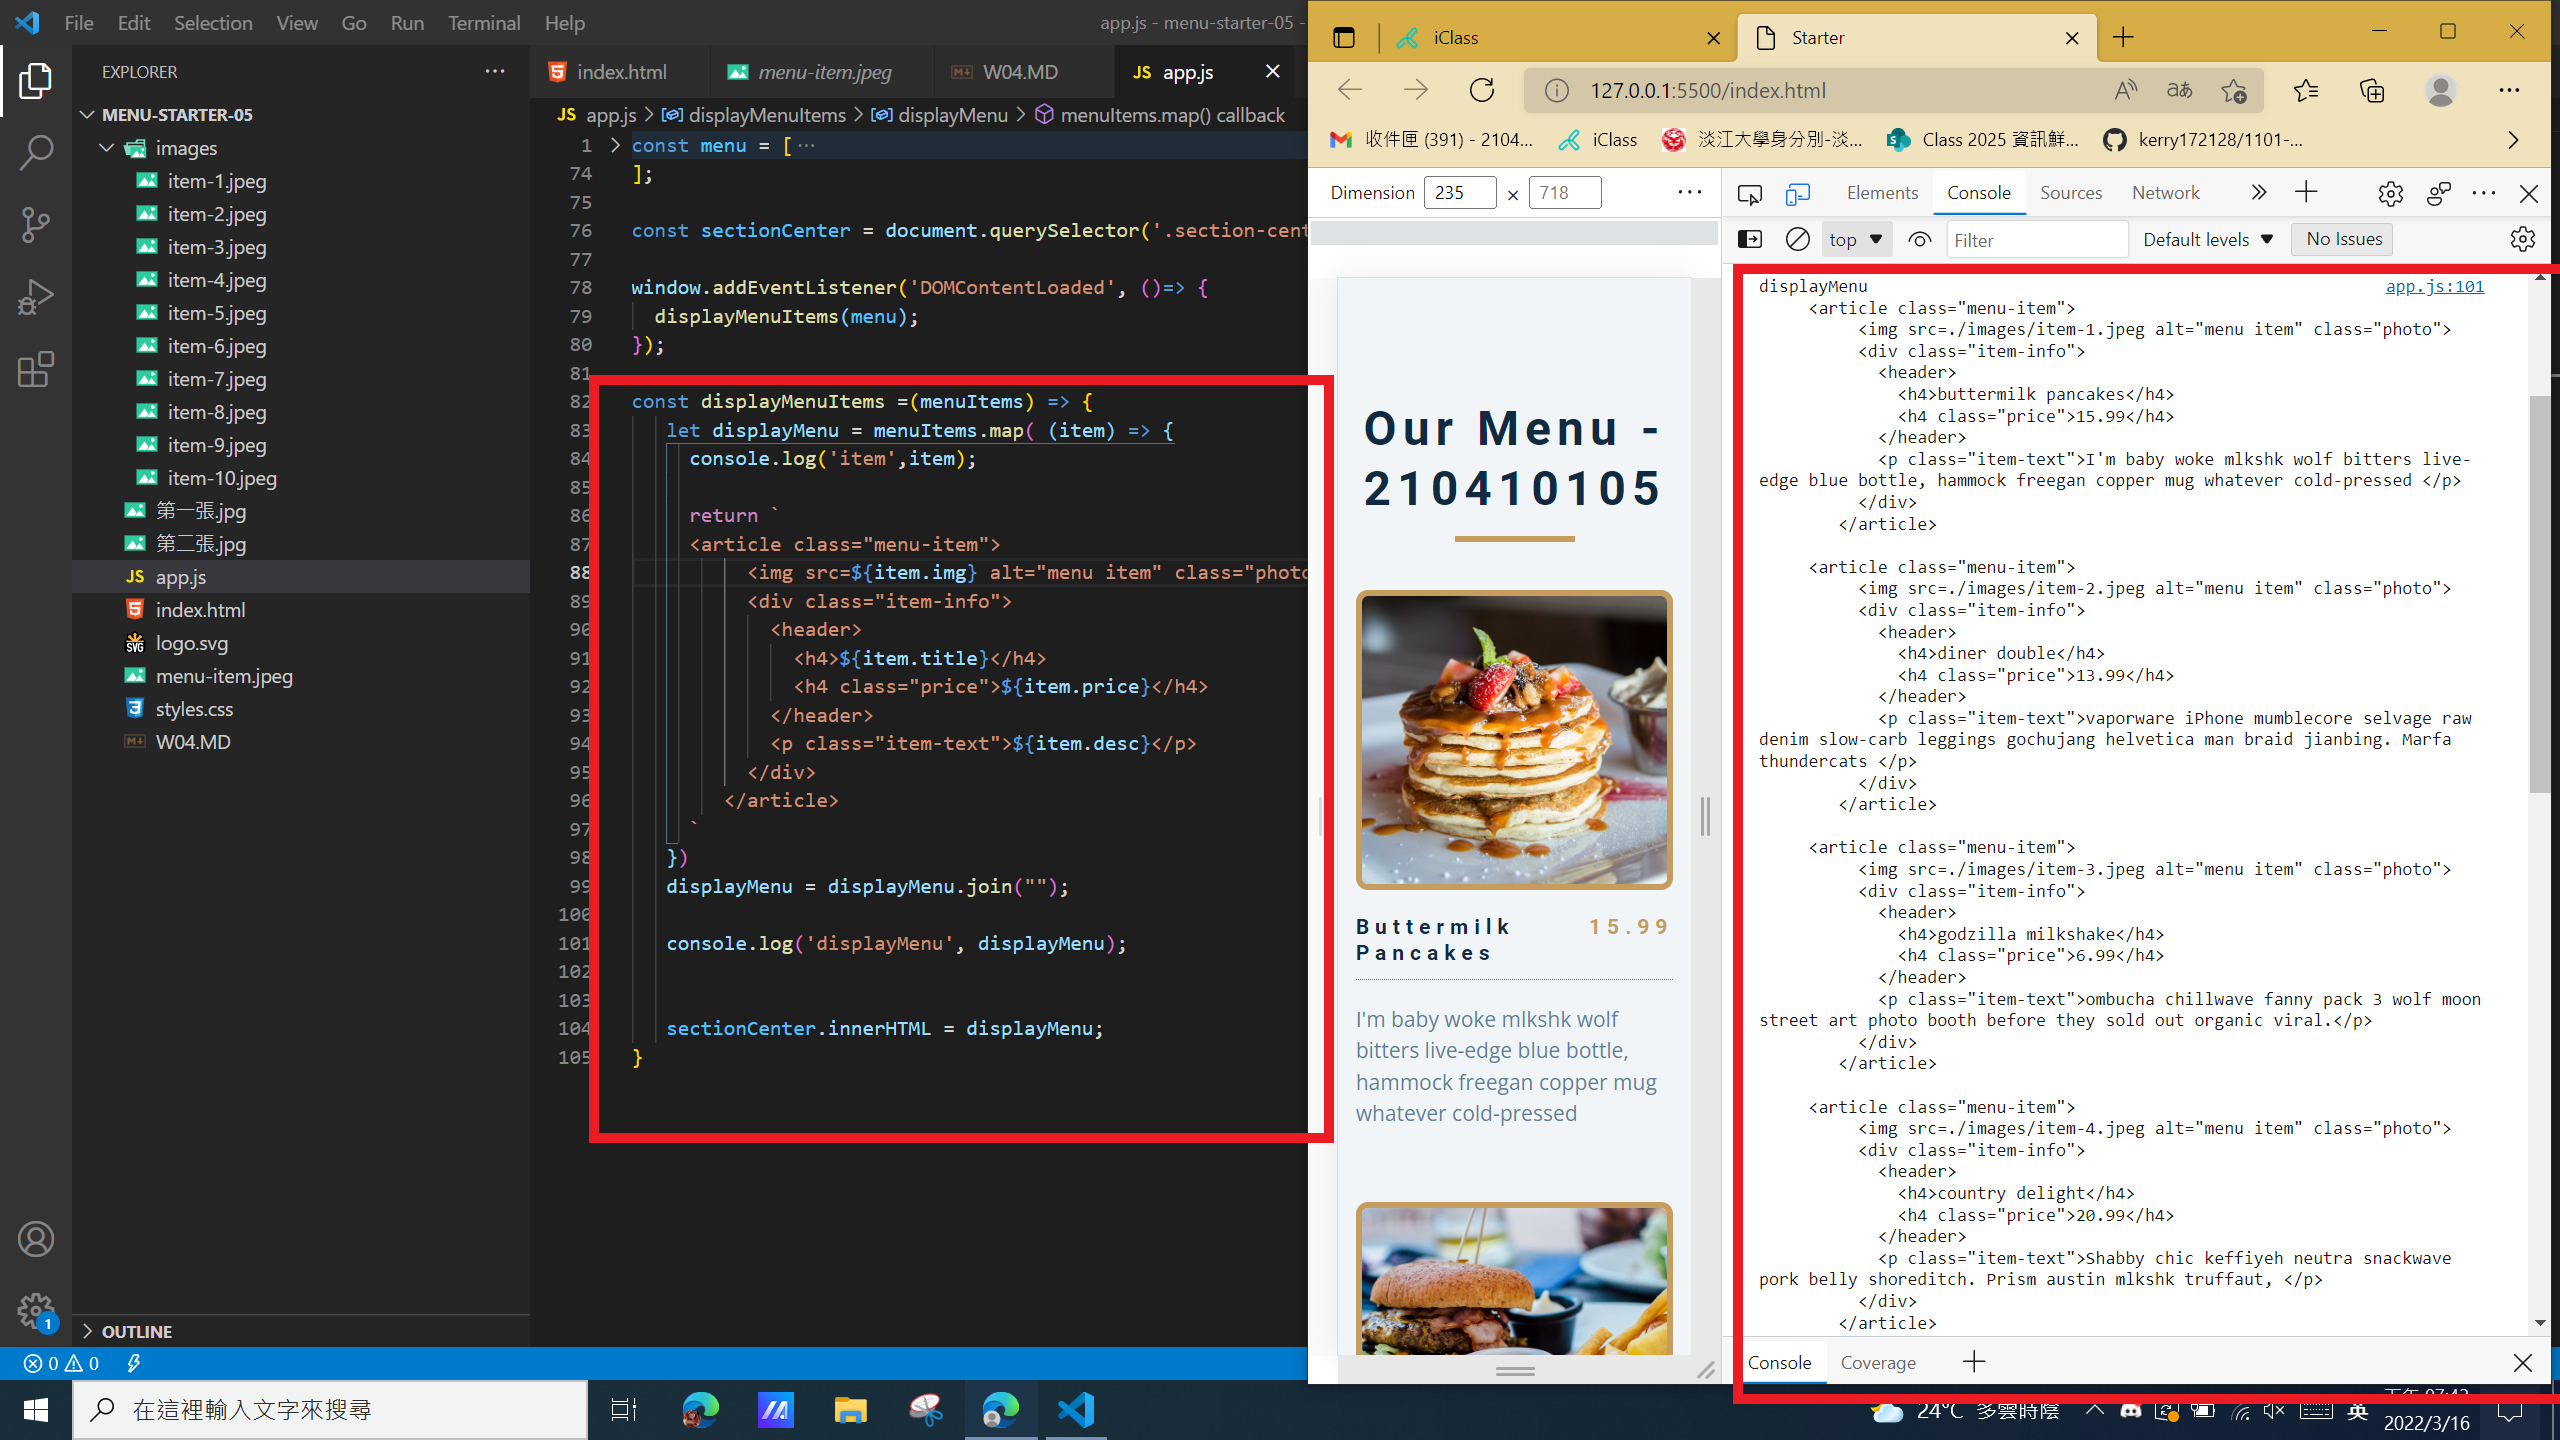 File Edit Selection View Go Run Terminal Help
app.js - menu-starter-05 -
EXPLORER
MENU-STARTER-05
images
item-1.jpeg
item-2.jpeg
item-3.jpeg
item-4.jpeg
item-5.jpeg
item-6.jpeg
item-7.jpeg
item-8.jpeg
item-9.jpeg
item-10.jpeg
第一張.jpg
第二張.jpg
app.js
index.html
logo.svg
menu-item.jpeg
styles.css
W04.MD
OUTLINE
0 0
1
index.html menu-item.jpeg W04.MD JS app.js
JS app.js > displayMenuItems > displayMenu > menuItems.map() callback
1 const menu = [ ...
74 ];
75
76 const sectionCenter = document.querySelector('.section-cent
77
78 window.addEventListener('DOMContentLoaded', ()=> {
79 displayMenuItems(menu);
80 });
81
82 const displayMenuItems =(menuItems) => {
83 let displayMenu = menuItems.map( (item) => {
84 console.log('item',item);
85
86 return `
87 <article class="menu-item">
88 <img src=${item.img} alt="menu item" class="photo
89 <div class="item-info">
90 <header>
91 <h4>${item.title}</h4>
92 <h4 class="price">${item.price}</h4>
93 </header>
94 <p class="item-text">${item.desc}</p>
95 </div>
96 </article>
97 `
98 })
99 displayMenu = displayMenu.join("");
100
101 console.log('displayMenu', displayMenu);
102
103
104 sectionCenter.innerHTML = displayMenu;
105 }
iClass Starter
127.0.0.1:5500/index.html
收件匣 (391) - 2104... iClass 淡江大學身分別-淡... Class 2025 資訊鮮... kerry172128/1101-...
Dimension 235 × 718
Our Menu -
210410105
Buttermilk Pancakes 15.99
I'm baby woke mlkshk wolf
bitters live-edge blue bottle,
hammock freegan copper mug
whatever cold-pressed
Elements Console Sources Network
top Filter Default levels No Issues
displayMenu app.js:101
<article class="menu-item">
<img src=./images/item-1.jpeg alt="menu item" class="photo">
<div class="item-info">
<header>
<h4>buttermilk pancakes</h4>
<h4 class="price">15.99</h4>
</header>
<p class="item-text">I'm baby woke mlkshk wolf bitters live-
edge blue bottle, hammock freegan copper mug whatever cold-pressed </p>
</div>
</article>
<article class="menu-item">
<img src=./images/item-2.jpeg alt="menu item" class="photo">
<div class="item-info">
<header>
<h4>diner double</h4>
<h4 class="price">13.99</h4>
</header>
<p class="item-text">vaporware iPhone mumblecore selvage raw
denim slow-carb leggings gochujang helvetica man braid jianbing. Marfa
thundercats </p>
</div>
</article>
<article class="menu-item">
<img src=./images/item-3.jpeg alt="menu item" class="photo">
<div class="item-info">
<header>
<h4>godzilla milkshake</h4>
<h4 class="price">6.99</h4>
</header>
<p class="item-text">ombucha chillwave fanny pack 3 wolf moon
street art photo booth before they sold out organic viral.</p>
</div>
</article>
<article class="menu-item">
<img src=./images/item-4.jpeg alt="menu item" class="photo">
<div class="item-info">
<header>
<h4>country delight</h4>
<h4 class="price">20.99</h4>
</header>
<p class="item-text">Shabby chic keffiyeh neutra snackwave
pork belly shoreditch. Prism austin mlkshk truffaut, </p>
</div>
</article>
Console Coverage
在這裡輸入文字來搜尋
24°C 多雲時陰 英
2022/3/16